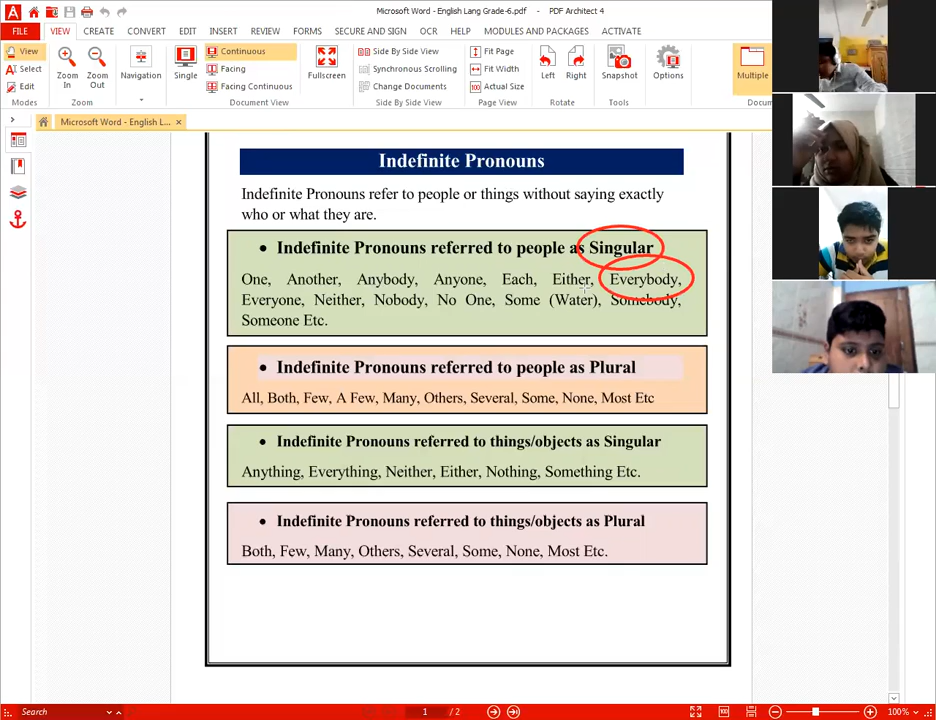 Microsoft Word - English Lang Grade-6.pdf - PDF Architect 4
FILE VIEW CREATE CONVERT EDIT INSERT REVIEW FORMS SECURE AND SIGN OCR HELP MODULES AND PACKAGES ACTIVATE
View
Select
Edit
Modes
Zoom In
Zoom Out
Zoom
Navigation
Single
Continuous
Facing
Facing Continuous
Document View
Fullscreen
Side By Side View
Synchronous Scrolling
Change Documents
Side By Side View
Fit Page
Fit Width
Actual Size
Page View
Left
Right
Rotate
Snapshot
Tools
Options
Multiple
Docum
Microsoft Word - English L... ×
Indefinite Pronouns
Indefinite Pronouns refer to people or things without saying exactly
who or what they are.
• Indefinite Pronouns referred to people as Singular
One, Another, Anybody, Anyone, Each, Either, Everybody,
Everyone, Neither, Nobody, No One, Some (Water), Somebody,
Someone Etc.
• Indefinite Pronouns referred to people as Plural
All, Both, Few, A Few, Many, Others, Several, Some, None, Most Etc
• Indefinite Pronouns referred to things/objects as Singular
Anything, Everything, Neither, Either, Nothing, Something Etc.
• Indefinite Pronouns referred to things/objects as Plural
Both, Few, Many, Others, Several, Some, None, Most Etc.
Search
1 / 2
100%